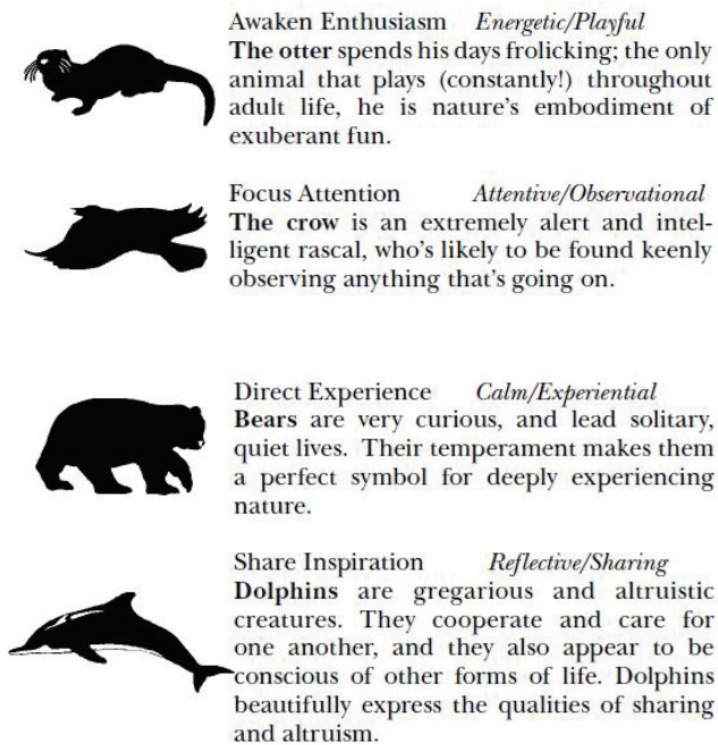 Awaken Enthusiasm Energetic/Playful
The otter spends his days frolicking; the only
animal that plays (constantly!) throughout
adult life, he is nature's embodiment of
exuberant fun.
Focus Attention Attentive/Observational
The crow is an extremely alert and intel-
ligent rascal, who's likely to be found keenly
observing anything that's going on.
Direct Experience Calm/Experiential
Bears are very curious, and lead solitary,
quiet lives. Their temperament makes them
a perfect symbol for deeply experiencing
nature.
Share Inspiration Reflective/Sharing
Dolphins are gregarious and altruistic
creatures. They cooperate and care for
one another, and they also appear to be
conscious of other forms of life. Dolphins
beautifully express the qualities of sharing
and altruism.